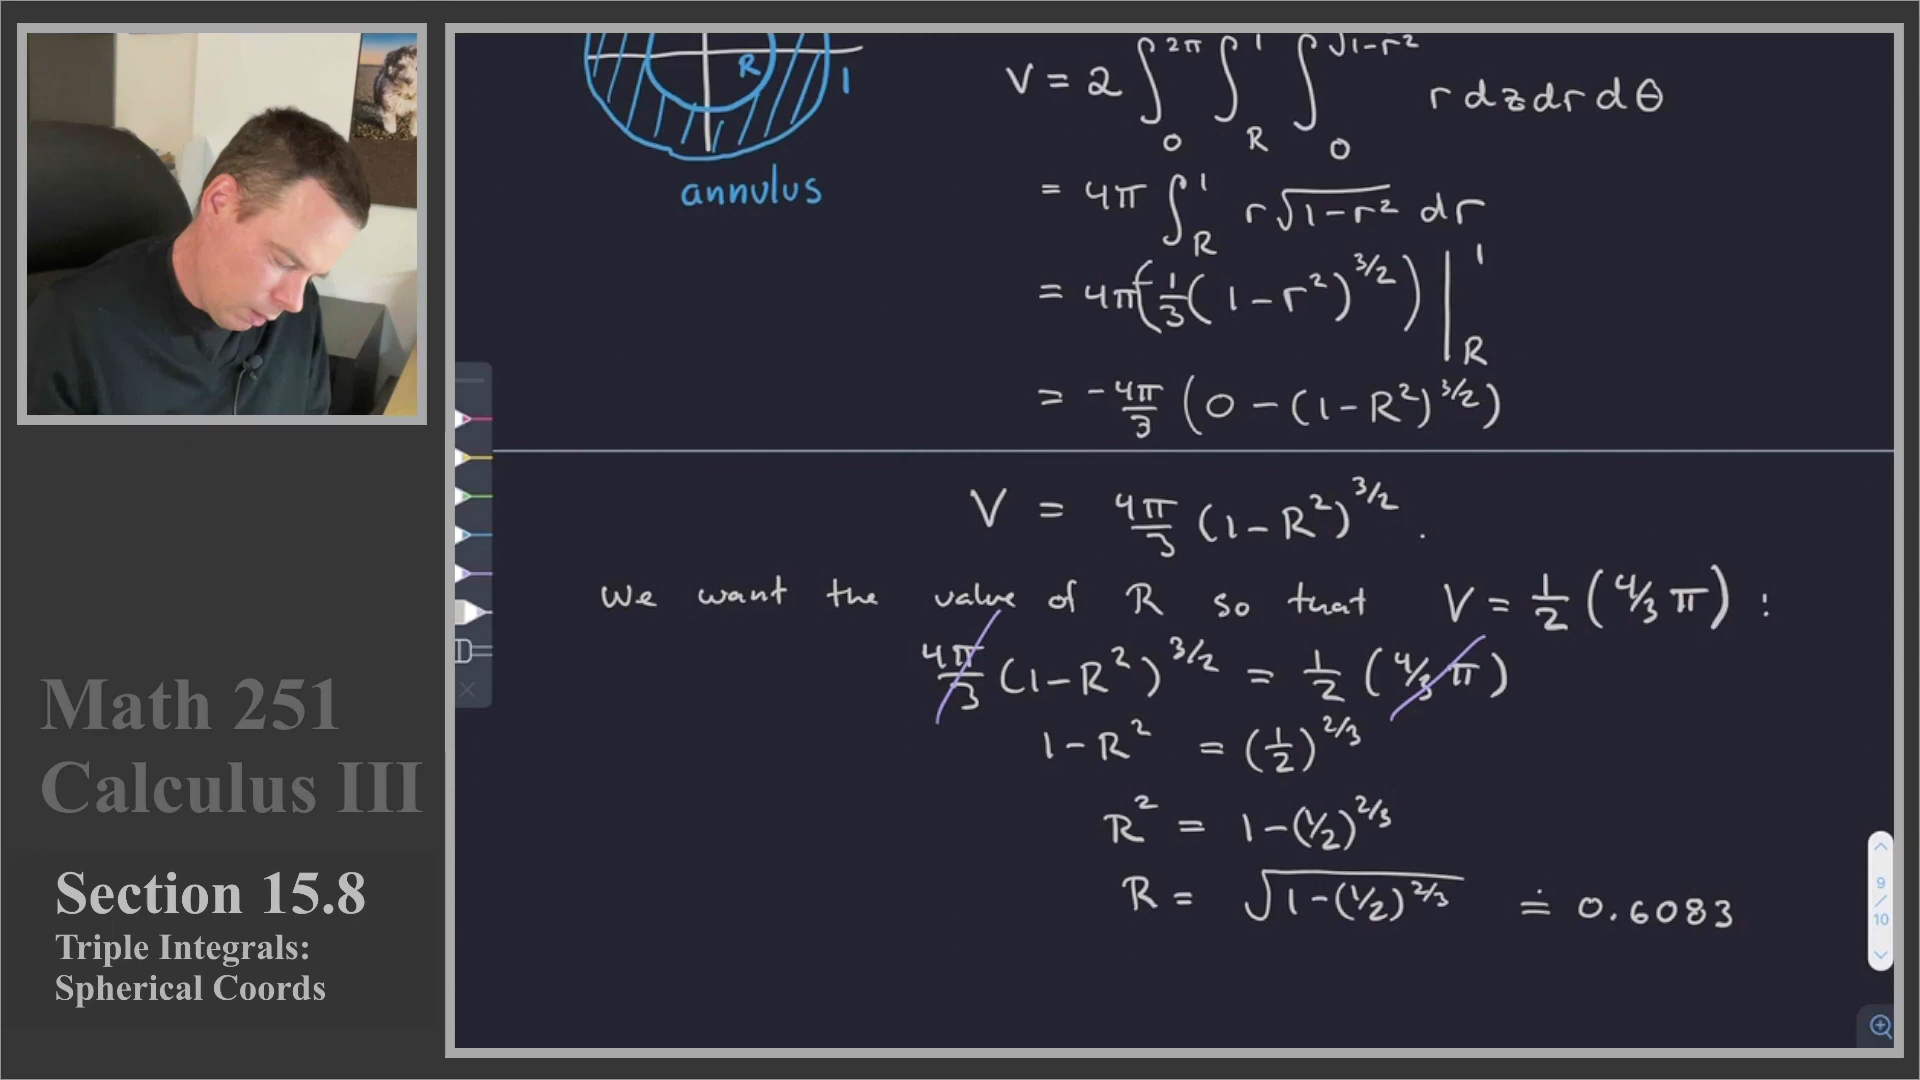 R
1
annulus
V = 2 ∫₀^2π ∫_R^1 ∫₀^√1-r² r dz dr dθ
= 4π ∫_R^1 r√1-r² dr
= 4π(-1/3(1-r²)^3/2)|_R^1
= -4π/3 (0-(1-R²)^3/2)
V = 4π/3 (1-R²)^3/2.
We want the value of R so that V = 1/2 (4/3 π) :
4π/3 (1-R²)^3/2 = 1/2 (4/3 π)
1-R² = (1/2)^2/3
R² = 1-(1/2)^2/3
R = √1-(1/2)^2/3 ≐ 0.6083
Math 251
Calculus III
Section 15.8
Triple Integrals:
Spherical Coords
9
/
10